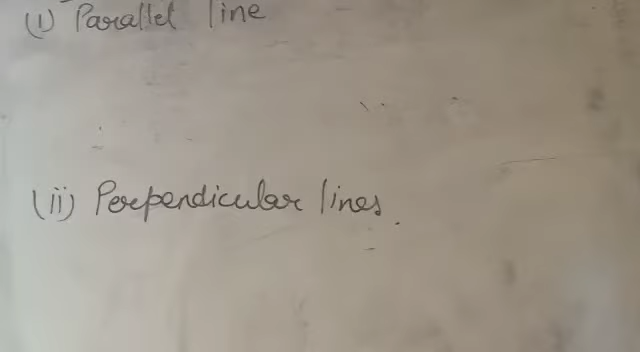 (i) Parallel line
(ii) Perpendicular lines.